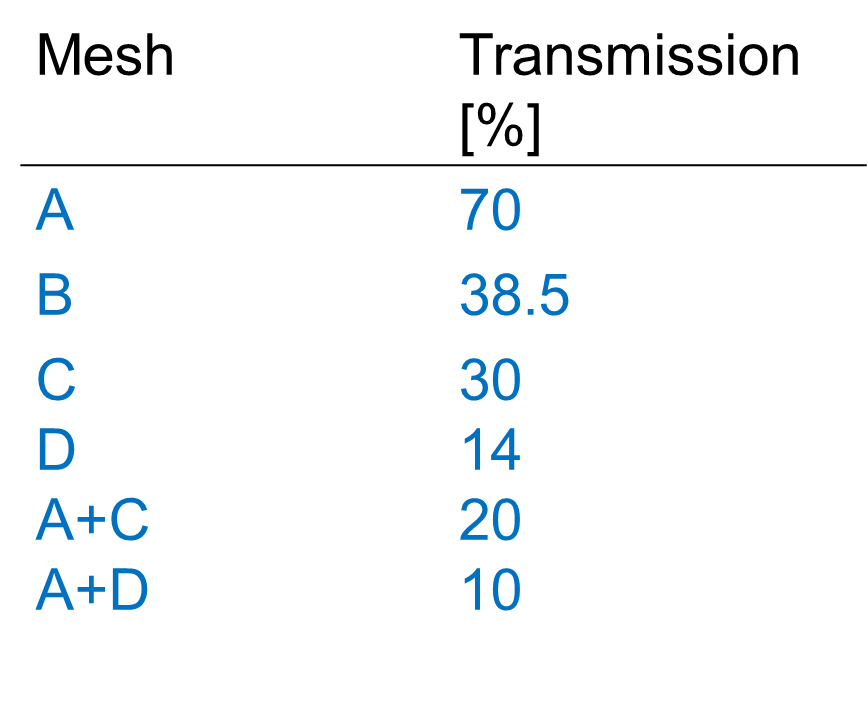 Mesh Transmission
[%]
A 70
B 38.5
C 30
D 14
A+C 20
A+D 10